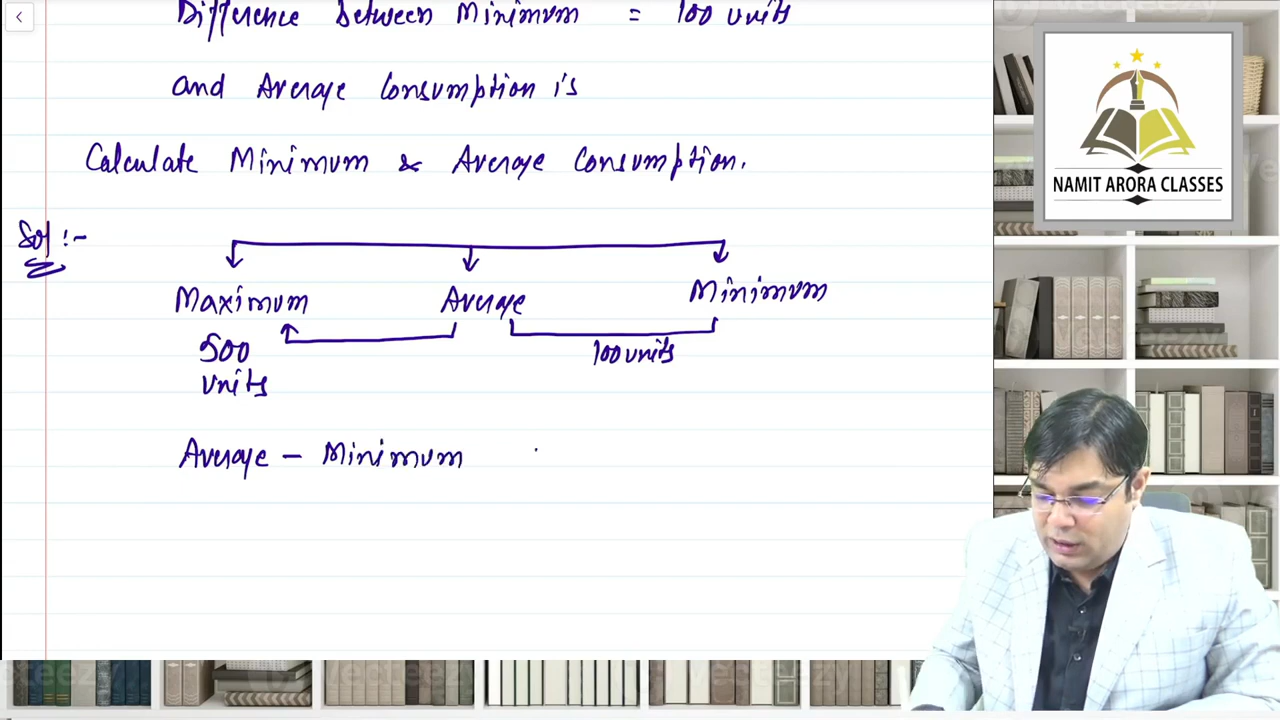 Difference between Minimum = 100 units
and Average Consumption is
Calculate Minimum & Average Consumption.
Sol :-
Maximum Average Minimum
500 units
100 units
Average - Minimum
NAMIT ARORA CLASSES
vecteezy